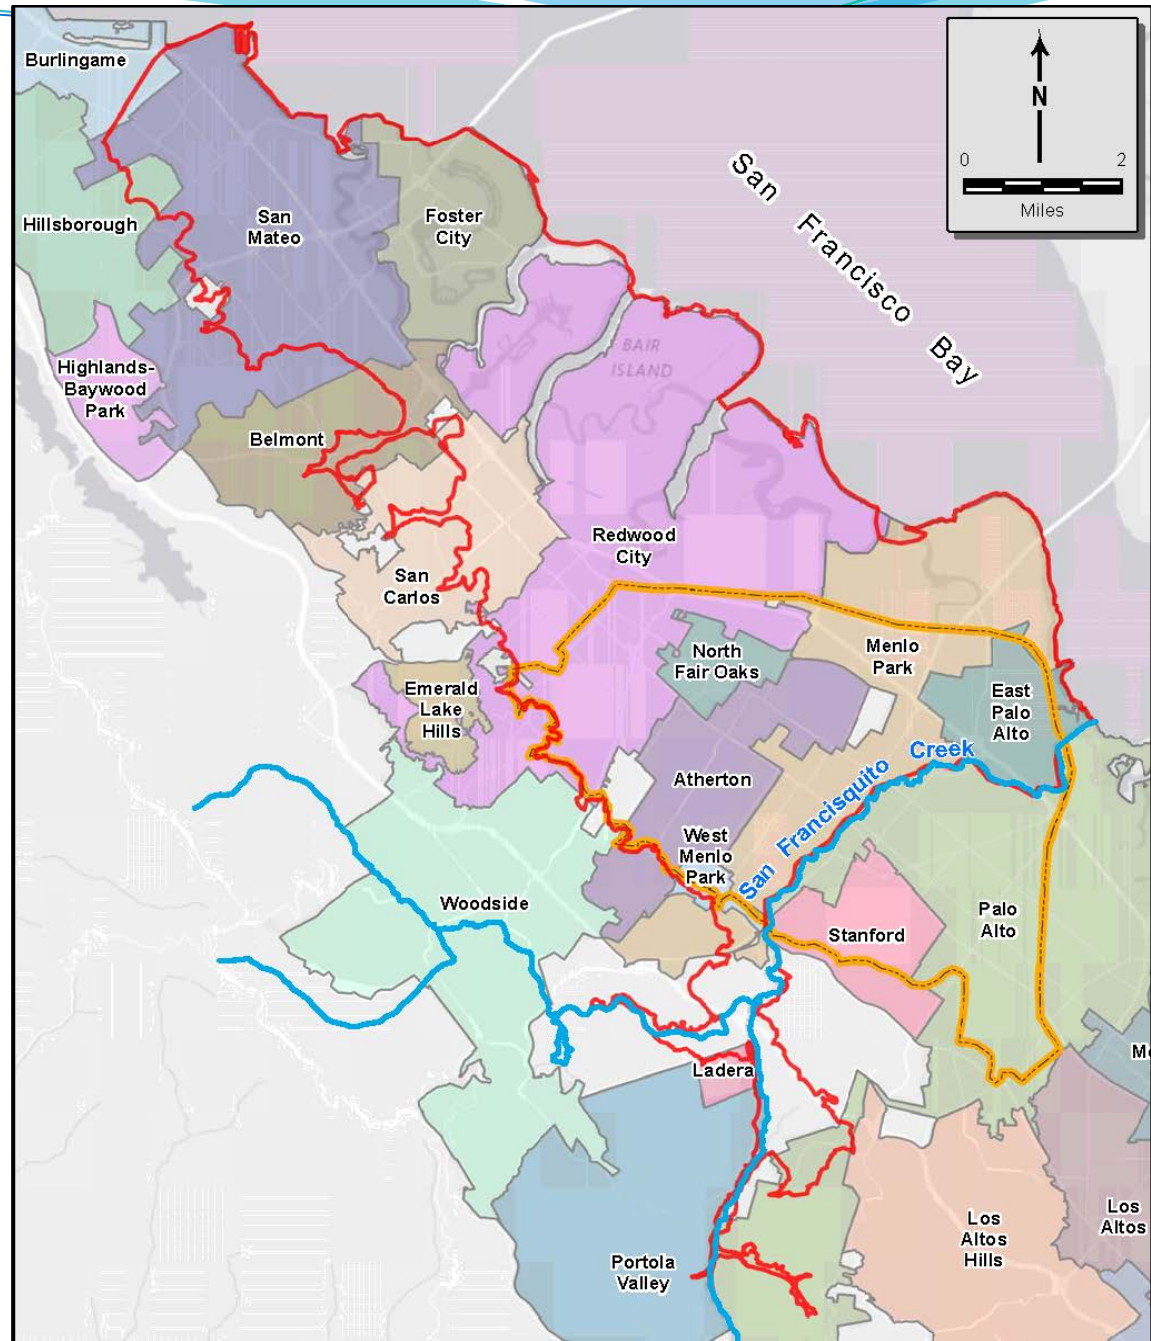 Burlingame
N
0 2
Miles
San Francisco Bay
Hillsborough
San
Mateo
Foster
City
BAIR
ISLAND
Highlands-
Baywood
Park
Belmont
Redwood
City
San
Carlos
North
Fair Oaks
Menlo
Park
Emerald
Lake
Hills
East
Palo
Alto
San Francisquito Creek
Atherton
West
Menlo
Park
Woodside
Stanford
Palo
Alto
Ladera
Portola
Valley
Los
Altos
Hills
Los
Altos